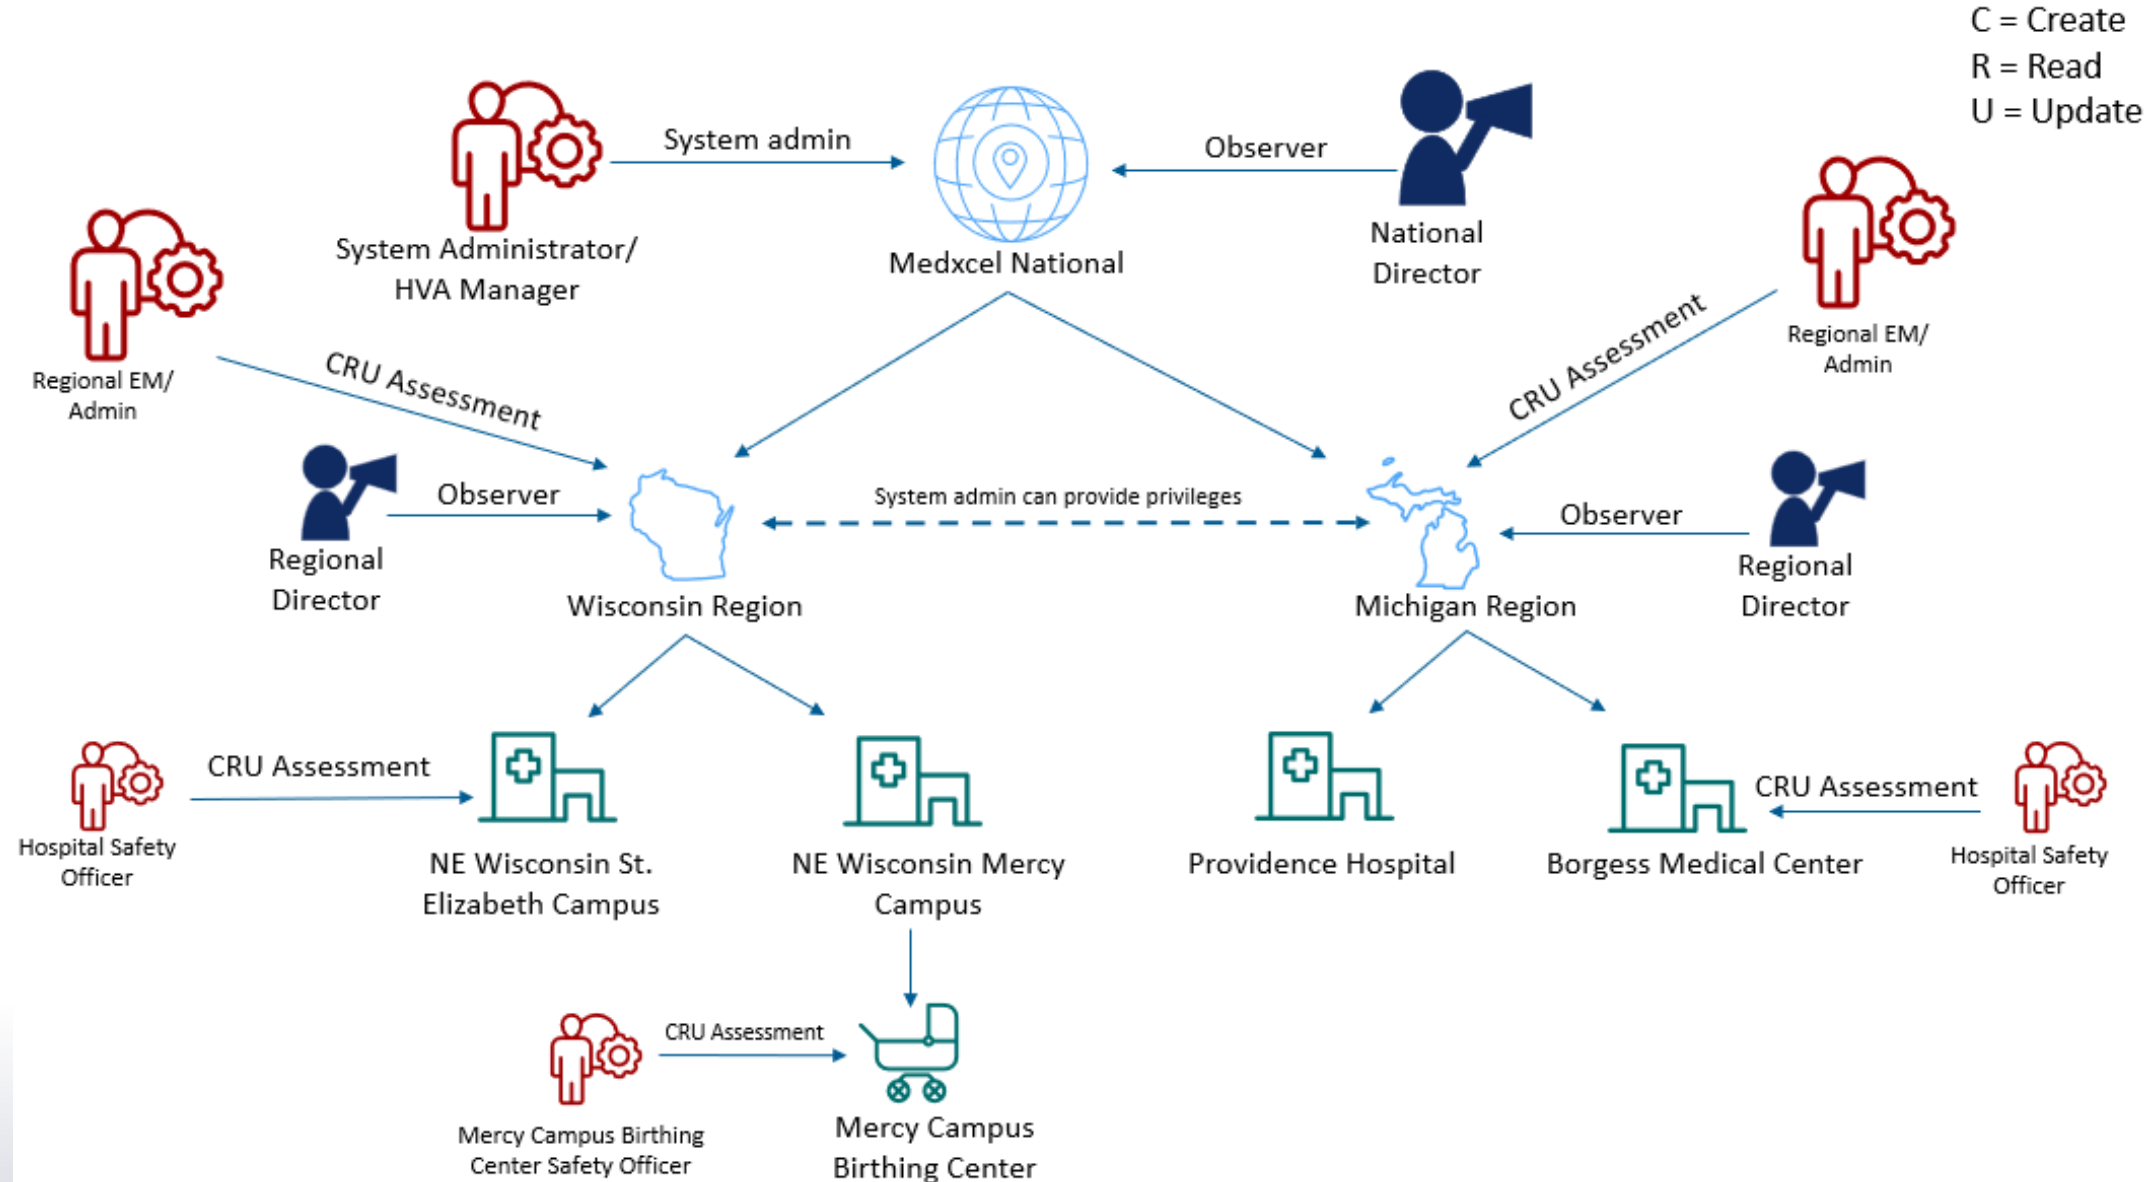 C = Create
R = Read
U = Update
System admin
Observer
System Administrator/
HVA Manager
Medxcel National
National
Director
Regional EM/
Admin
CRU Assessment
Regional EM/
Admin
CRU Assessment
Observer
Regional
Director
System admin can provide privileges
Observer
Regional
Director
Wisconsin Region
Michigan Region
CRU Assessment
Hospital Safety
Officer
NE Wisconsin St.
Elizabeth Campus
NE Wisconsin Mercy
Campus
Providence Hospital
Borgess Medical Center
CRU Assessment
Hospital Safety
Officer
CRU Assessment
Mercy Campus Birthing
Center Safety Officer
Mercy Campus
Birthing Center